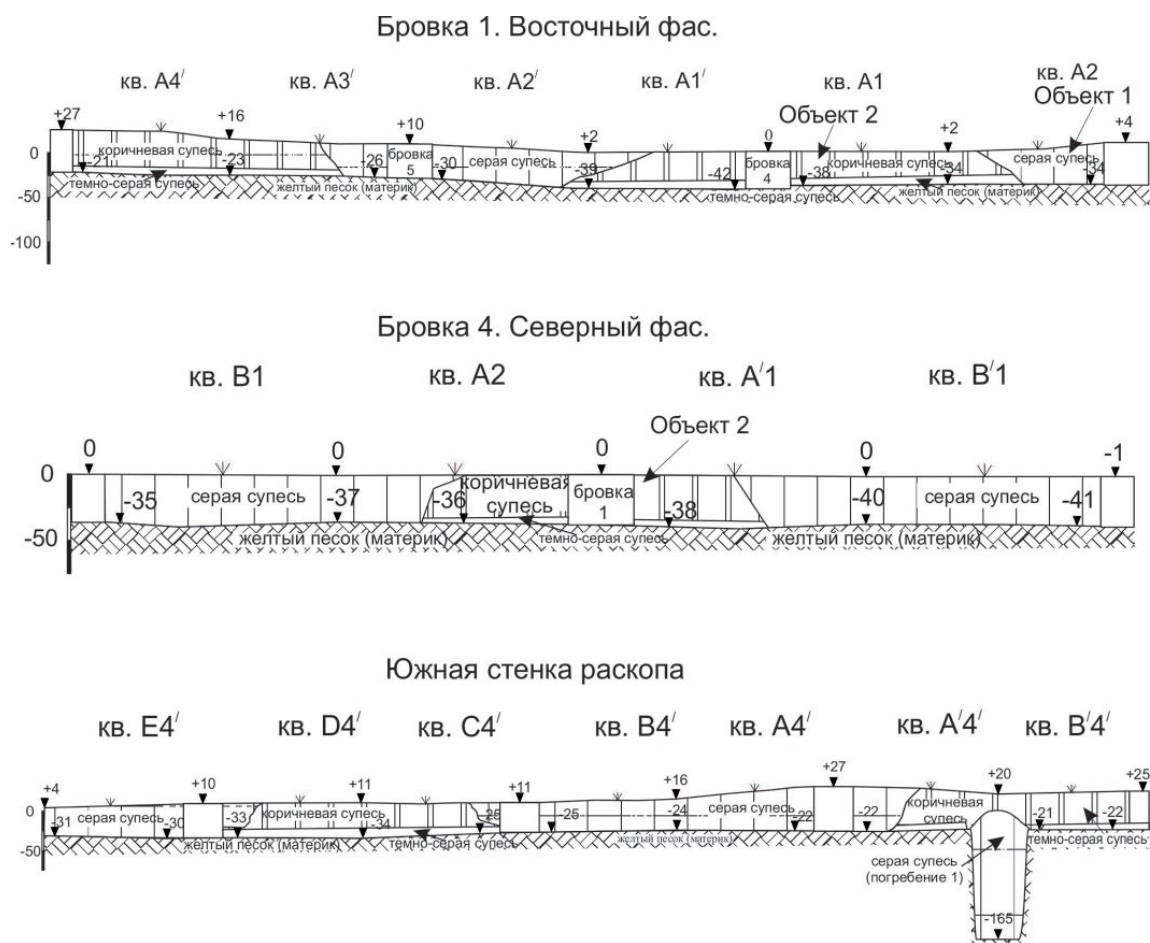 Бровка 1. Восточный фас.
кв. А4/ кв. А3/ кв. А2/ кв. А1/ кв. А1 кв. А2
Объект 2 Объект 1
+27 +16 +10 +2 0 +2 +4
0
-50
-100
-21 коричневая супесь -23 -26 бровка 5 -30 серая супесь -39 -42 бровка 4 -38 коричневая супесь -34 серая супесь -34
темно-серая супесь желтый песок (материк) темно-серая супесь желтый песок (материк)
Бровка 4. Северный фас.
кв. В1 кв. А2 кв. А/1 кв. В/1
Объект 2
0 0 0 0 -1
0
-50
-35 серая супесь -37 -36 коричневая супесь бровка 1 -38 -40 серая супесь -41
желтый песок (материк) темно-серая супесь желтый песок (материк)
Южная стенка раскопа
кв. Е4/ кв. D4/ кв. С4/ кв. В4/ кв. А4/ кв. А/4/ кв. В/4/
+4 +10 +11 +11 +16 +27 +20 +25
0
-50
-31 серая супесь -30 -33 коричневая супесь -34 -25 -25 -24 серая супесь -22 -22 коричневая супесь -21 -22
желтый песок (материк) темно-серая супесь желтый песок (материк) темно-серая супесь
серая супесь
(погребение 1)
-165